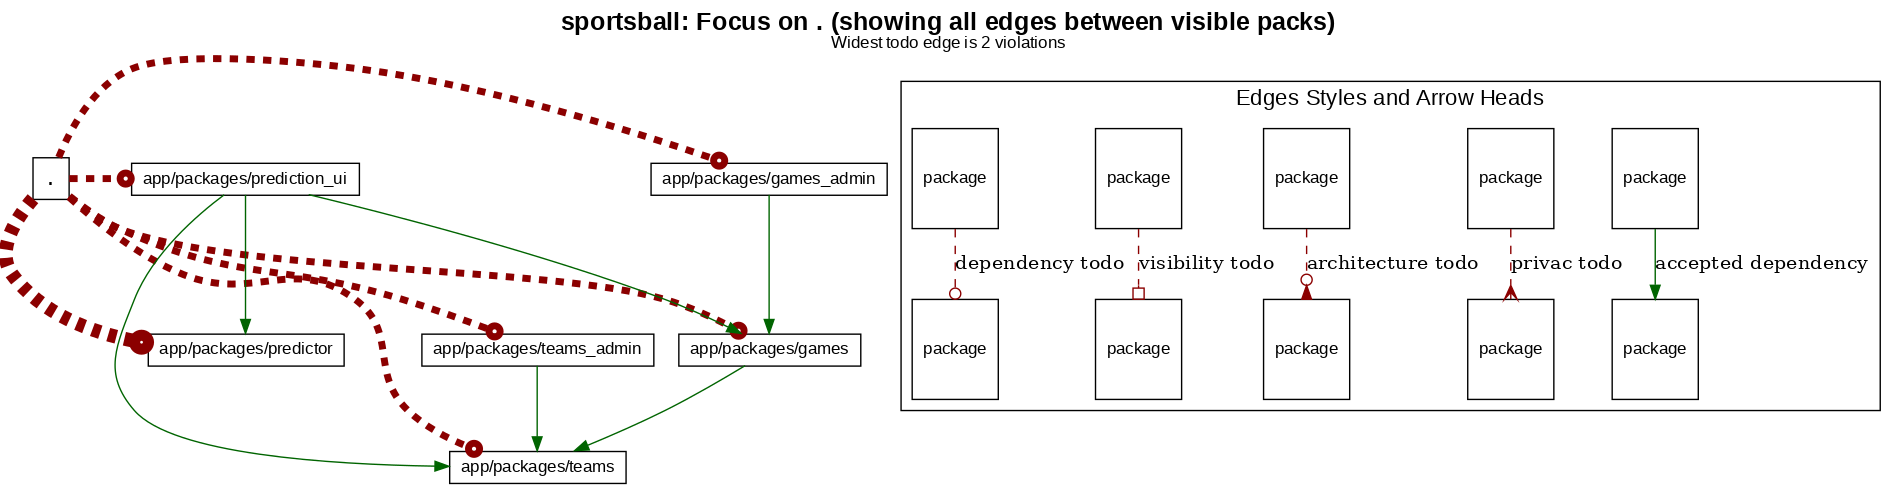 sportsball: Focus on . (showing all edges between visible packs)
Widest todo edge is 2 violations
.
app/packages/prediction_ui
app/packages/games_admin
app/packages/predictor
app/packages/teams_admin
app/packages/games
app/packages/teams
Edges Styles and Arrow Heads
package
package
package
package
package
dependency todo
visibility todo
architecture todo
privac todo
accepted dependency
package
package
package
package
package